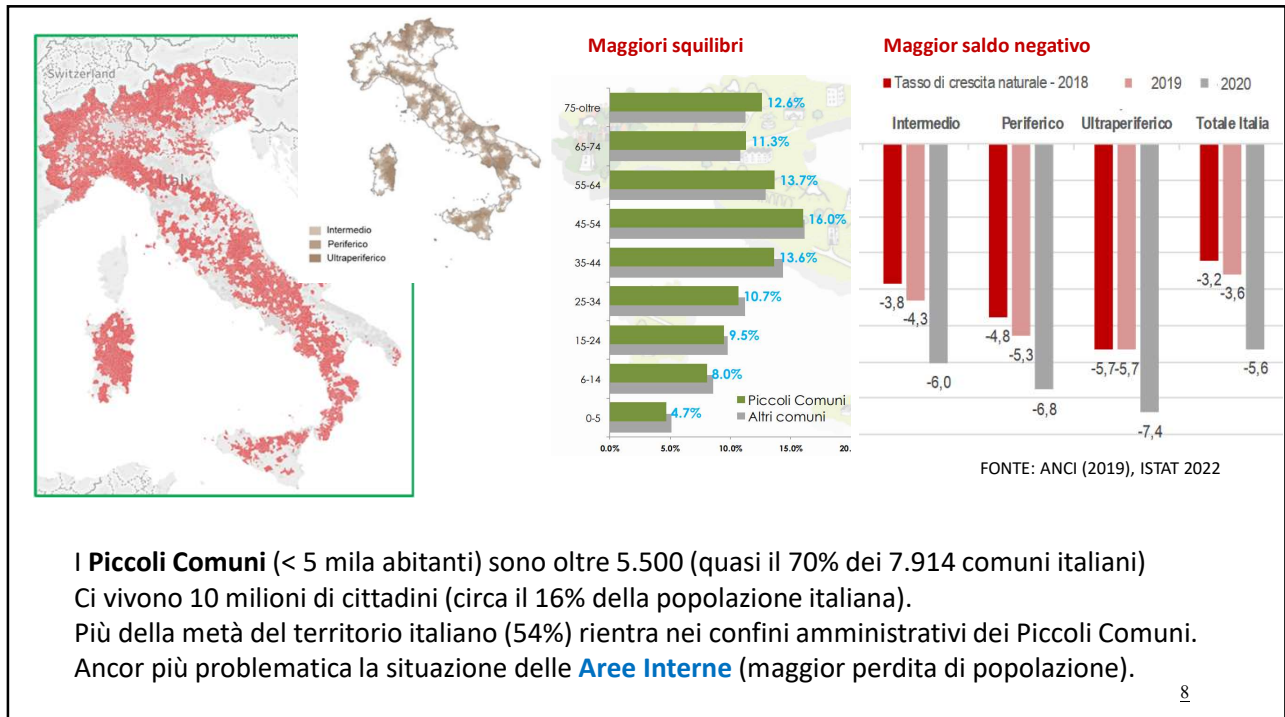 Switzerland
Italy
Intermedio
Periferico
Ultraperiferico
Maggiori squilibri
75-oltre
12.6%
65-74
11.3%
55-64
13.7%
45-54
16.0%
35-44
13.6%
25-34
10.7%
15-24
9.5%
6-14
8.0%
0-5
4.7%
Piccoli Comuni
Altri comuni
0.0% 5.0% 10.0% 15.0% 20.
Maggior saldo negativo
Tasso di crescita naturale - 2018 2019 2020
Intermedio Periferico Ultraperiferico Totale Italia
-3,8 -4,3 -6,0
-4,8 -5,3 -6,8
-5,7 -5,7 -7,4
-3,2 -3,6 -5,6
FONTE: ANCI (2019), ISTAT 2022
I Piccoli Comuni (< 5 mila abitanti) sono oltre 5.500 (quasi il 70% dei 7.914 comuni italiani)
Ci vivono 10 milioni di cittadini (circa il 16% della popolazione italiana).
Più della metà del territorio italiano (54%) rientra nei confini amministrativi dei Piccoli Comuni.
Ancor più problematica la situazione delle Aree Interne (maggior perdita di popolazione).
8